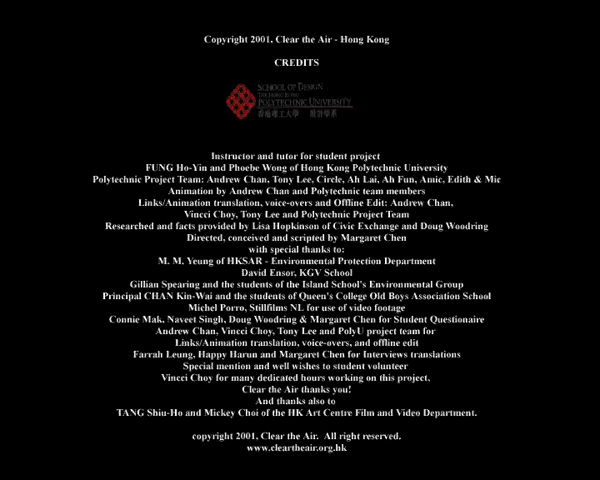 Copyright 2001, Clear the Air - Hong Kong
CREDITS
SCHOOL OF DESIGN
THE HONG KONG
POLYTECHNIC UNIVERSITY
香港理工大學 設計學系
Instructor and tutor for student project
FUNG Ho-Yin and Phoebe Wong of Hong Kong Polytechnic University
Polytechnic Project Team: Andrew Chan, Tony Lee, Circle, Ah Lai, Ah Fun, Amic, Edith & Mic
Animation by Andrew Chan and Polytechnic team members
Links/Animation translation, voice-overs and Offline Edit: Andrew Chan,
Vincci Choy, Tony Lee and Polytechnic Project Team
Researched and facts provided by Lisa Hopkinson of Civic Exchange and Doug Woodring
Directed, conceived and scripted by Margaret Chen
with special thanks to:
M. M. Yeung of HKSAR - Environmental Protection Department
David Ensor, KGV School
Gillian Spearing and the students of the Island School's Environmental Group
Principal CHAN Kin-Wai and the students of Queen's College Old Boys Association School
Michel Porro, Stillfilms NL for use of video footage
Connie Mak, Naveet Singh, Doug Woodring & Margaret Chen for Student Questionaire
Andrew Chan, Vincci Choy, Tony Lee and PolyU project team for
Links/Animation translation, voice-overs, and offline edit
Farrah Leung, Happy Harun and Margaret Chen for Interviews translations
Special mention and well wishes to student volunteer
Vincci Choy for many dedicated hours working on this project,
Clear the Air thanks you!
And thanks also to
TANG Shiu-Ho and Mickey Choi of the HK Art Centre Film and Video Department.
copyright 2001, Clear the Air.  All right reserved.
www.cleartheair.org.hk